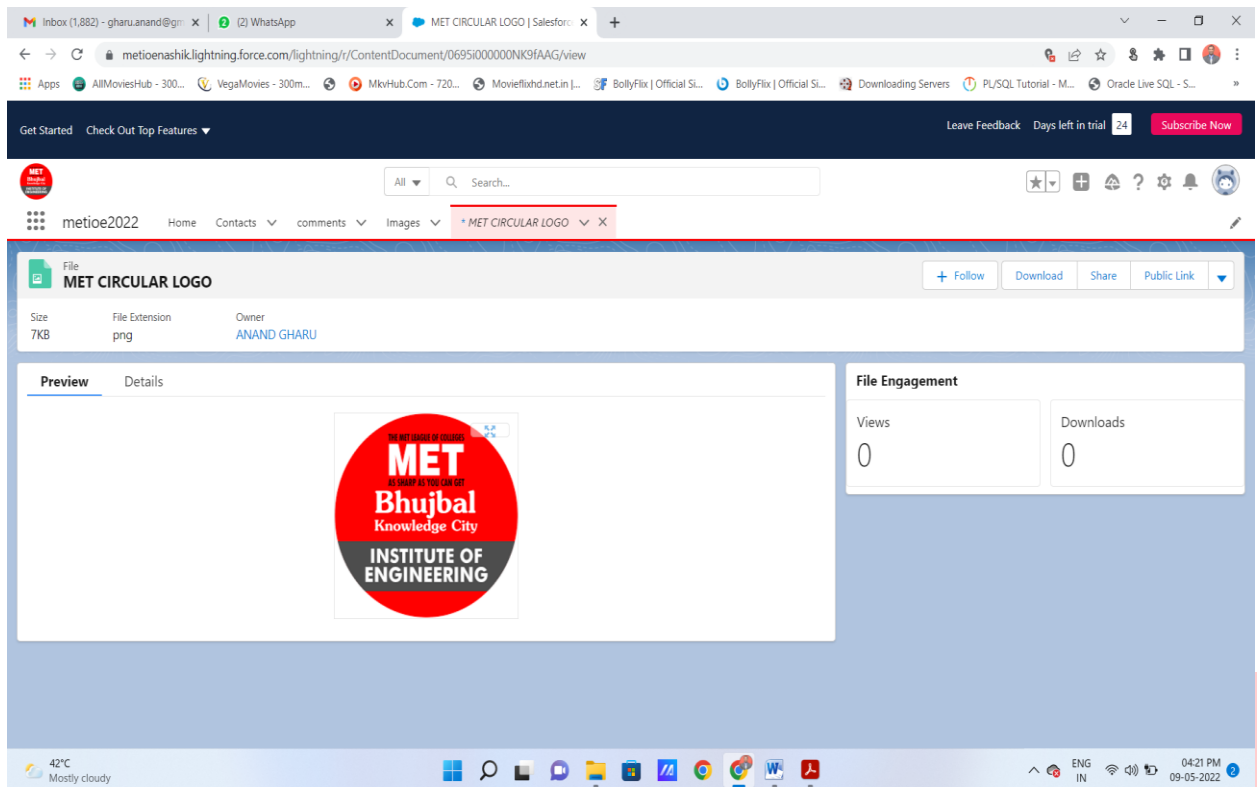 Inbox (1,882) - gharu.anand@gm
(2) WhatsApp
MET CIRCULAR LOGO | Salesforc
metioenashik.lightning.force.com/lightning/r/ContentDocument/0695i000000NK9fAAG/view
Apps AllMoviesHub - 300... VegaMovies - 300m... MkvHub.Com - 720... Movieflixhd.net.in |... BollyFlix | Official Si... BollyFlix | Official Si... Downloading Servers PL/SQL Tutorial - M... Oracle Live SQL - S... »
Get Started Check Out Top Features Leave Feedback Days left in trial 24 Subscribe Now
MET
Bhujbal
All Search...
metioe2022 Home Contacts comments Images * MET CIRCULAR LOGO
File
MET CIRCULAR LOGO
+ Follow Download Share Public Link
Size File Extension Owner
7KB png ANAND GHARU
Preview Details
THE MET LEAGUE OF COLLEGES
MET
AS SHARP AS YOU CAN GET
Bhujbal
Knowledge City
INSTITUTE OF
ENGINEERING
File Engagement
Views Downloads
0 0
42°C
Mostly cloudy
ENG
IN
04:21 PM
09-05-2022
2